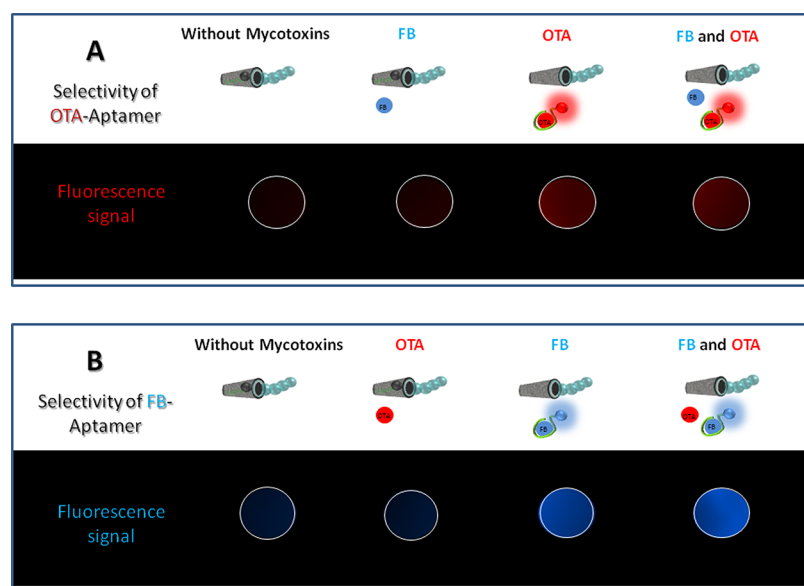 A
Without Mycotoxins
FB
OTA
FB and OTA
Selectivity of
OTA-Aptamer
FB
OTA
FB
OTA
Fluorescence
signal
B
Without Mycotoxins
OTA
FB
FB and OTA
Selectivity of FB-
Aptamer
OTA
FB
OTA
FB
Fluorescence
signal